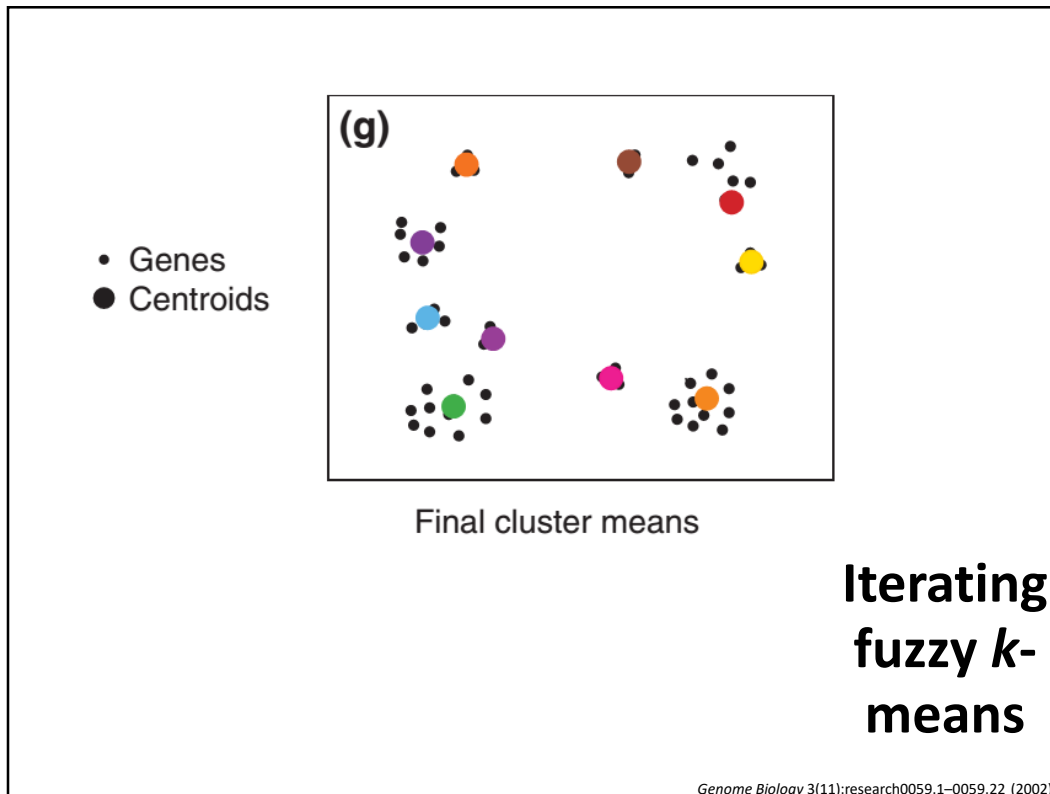 (g)
Genes
Centroids
Final cluster means
Iterating
fuzzy k-
means
Genome Biology 3(11):research0059.1–0059.22 (2002)